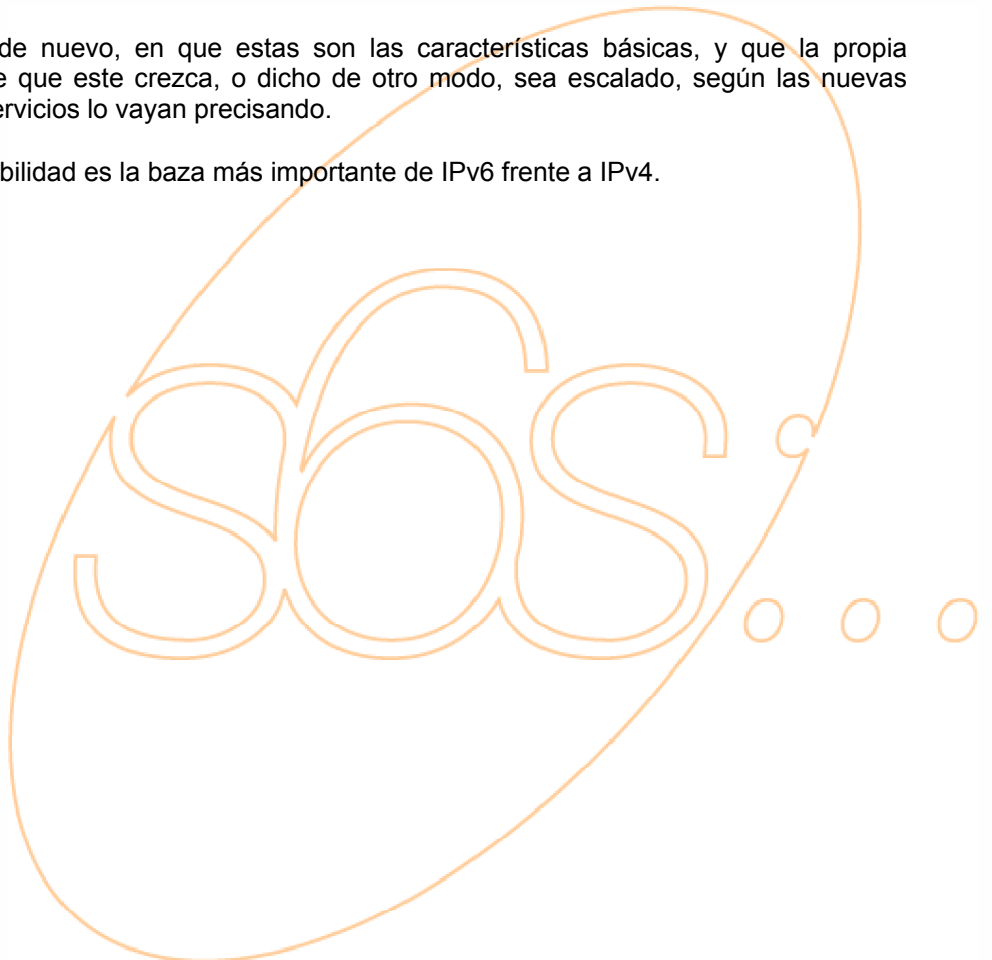 de nuevo, en que estas son las características básicas, y que la propia
e que este crezca, o dicho de otro modo, sea escalado, según las nuevas
ervicios lo vayan precisando.
bilidad es la baza más importante de IPv6 frente a IPv4.
s6s...